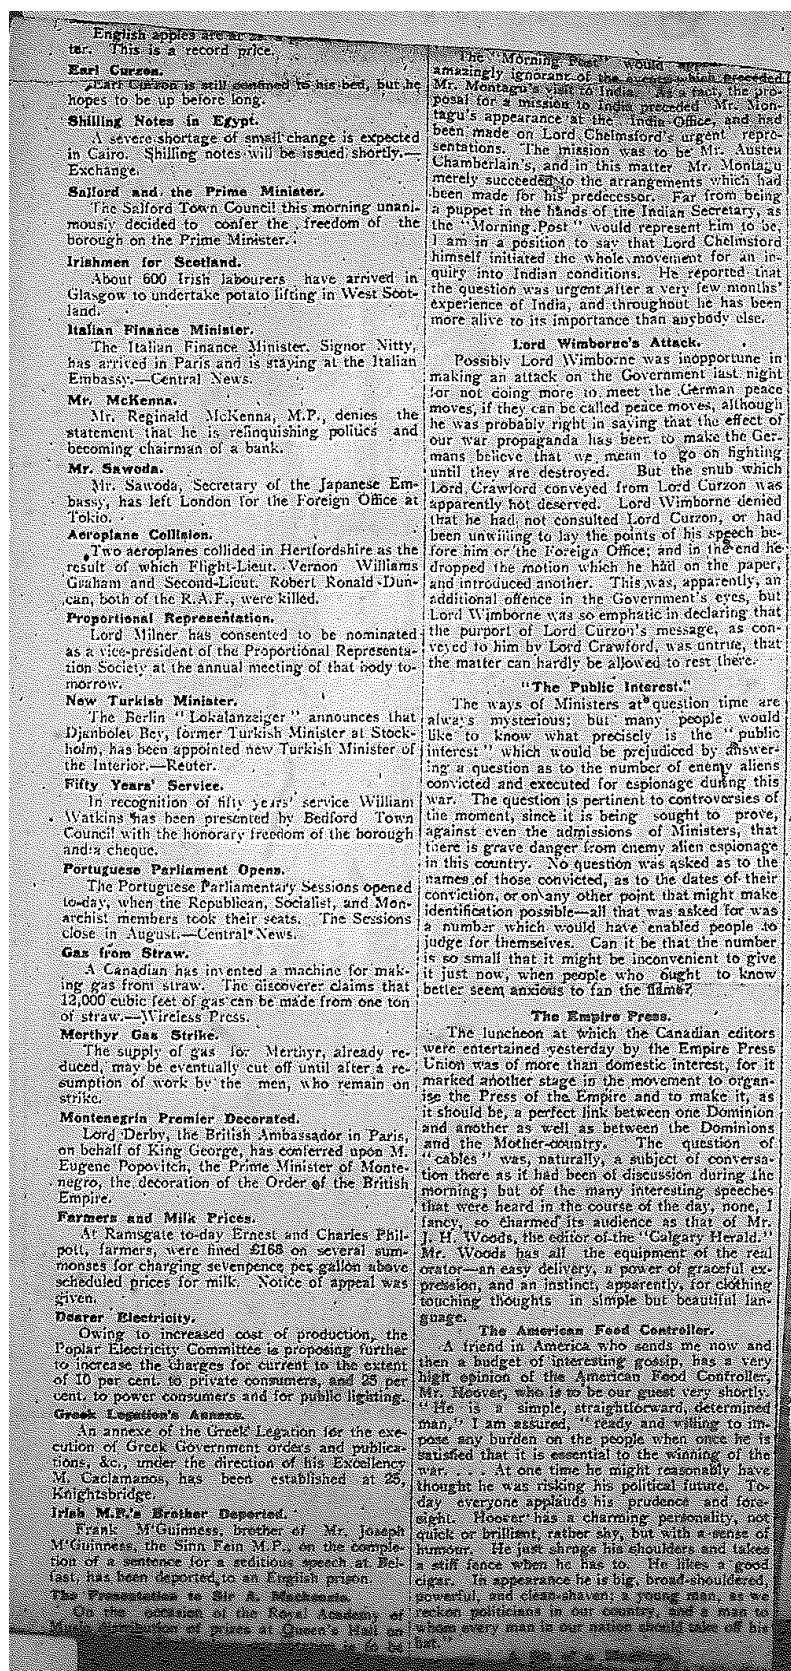 English apples are at
ter. This is a record price.
Earl Curzon.
Earl Curzon is still confined to his bed, but he
hopes to be up before long.
Shilling Notes in Egypt.
A severe shortage of small change is expected
in Cairo. Shilling notes will be issued shortly.—
Exchange.
Salford and the Prime Minister.
The Salford Town Council this morning unani-
mously decided to confer the freedom of the
borough on the Prime Minister.
Irishmen for Scotland.
About 600 Irish labourers have arrived in
Glasgow to undertake potato lifting in West Scot-
land.
Italian Finance Minister.
The Italian Finance Minister, Signor Nitty,
has arrived in Paris and is staying at the Italian
Embassy.—Central News.
Mr. McKenna.
Mr. Reginald McKenna, M.P., denies the
statement that he is relinquishing politics and
becoming chairman of a bank.
Mr. Sawoda.
Mr. Sawoda, Secretary of the Japanese Em-
bassy, has left London for the Foreign Office at
Tokio.
Aeroplane Collision.
Two aeroplanes collided in Hertfordshire as the
result of which Flight-Lieut. Vernon Williams
Graham and Second-Lieut. Robert Ronald Dun-
can, both of the R.A.F., were killed.
Proportional Representation.
Lord Milner has consented to be nominated
as a vice-president of the Proportional Representa-
tion Society at the annual meeting of that body to-
morrow.
New Turkish Minister.
The Berlin "Lokalanzeiger" announces that
Djanbolet Bey, former Turkish Minister at Stock-
holm, has been appointed new Turkish Minister of
the Interior.—Reuter.
Fifty Years' Service.
In recognition of fifty years' service William
Watkins has been presented by Bedford Town
Council with the honorary freedom of the borough
and a cheque.
Portuguese Parliament Opens.
The Portuguese Parliamentary Sessions opened
to-day, when the Republican, Socialist, and Mon-
archist members took their seats. The Sessions
close in August.—Central News.
Gas from Straw.
A Canadian has invented a machine for mak-
ing gas from straw. The discoverer claims that
12,000 cubic feet of gas can be made from one ton
of straw.—Wireless Press.
Merthyr Gas Strike.
The supply of gas for Merthyr, already re-
duced, may be eventually cut off until after a re-
sumption of work by the men, who remain on
strike.
Montenegrin Premier Decorated.
Lord Derby, the British Ambassador in Paris,
on behalf of King George, has conferred upon M.
Eugene Popovitch, the Prime Minister of Monte-
negro, the decoration of the Order of the British
Empire.
Farmers and Milk Prices.
At Ramsgate to-day Ernest and Charles Phil-
pott, farmers, were fined £168 on several sum-
monses for charging sevenpence per gallon above
scheduled prices for milk. Notice of appeal was
given.
Dearer Electricity.
Owing to increased cost of production, the
Poplar Electricity Committee is proposing further
to increase the charges for current to the extent
of 10 per cent. to private consumers, and 25 per
cent. to power consumers and for public lighting.
Greek Legation's Annexe.
An annexe of the Greek Legation for the exe-
cution of Greek Government orders and publica-
tions, &c., under the direction of his Excellency
M. Caclamanos, has been established at 25,
Knightsbridge.
Irish M.P.'s Brother Deported.
Frank M'Guinness, brother of Mr. Joseph
M'Guinness, the Sinn Fein M.P., on the comple-
tion of a sentence for a seditious speech at Bel-
fast, has been deported to an English prison.
The Presentation to Sir A. Mackenzie.
On the occasion of the Royal Academy of
Music distribution of prizes at Queen's Hall on
The "Morning Post" would appear
amazingly ignorant of the events which preceded
Mr. Montagu's visit to India. As a fact, the pro-
posal for a mission to India preceded Mr. Mon-
tagu's appearance at the India Office, and had
been made on Lord Chelmsford's urgent repre-
sentations. The mission was to be Mr. Austen
Chamberlain's, and in this matter Mr. Montagu
merely succeeded to the arrangements which had
been made for his predecessor. Far from being
a puppet in the hands of the Indian Secretary, as
the "Morning Post" would represent him to be,
I am in a position to say that Lord Chelmsford
himself initiated the whole movement for an in-
quiry into Indian conditions. He reported that
the question was urgent after a very few months'
experience of India, and throughout he has been
more alive to its importance than anybody else.
Lord Wimborne's Attack.
Possibly Lord Wimborne was inopportune in
making an attack on the Government last night
for not doing more to meet the German peace
moves, if they can be called peace moves, although
he was probably right in saying that the effect of
our war propaganda has been to make the Ger-
mans believe that we mean to go on fighting
until they are destroyed. But the snub which
Lord Crawford conveyed from Lord Curzon was
apparently not deserved. Lord Wimborne denied
that he had not consulted Lord Curzon, or had
been unwilling to lay the points of his speech be-
fore him or the Foreign Office; and in the end he
dropped the motion which he had on the paper,
and introduced another. This was, apparently, an
additional offence in the Government's eyes, but
Lord Wimborne was so emphatic in declaring that
the purport of Lord Curzon's message, as con-
veyed to him by Lord Crawford, was untrue, that
the matter can hardly be allowed to rest there.
"The Public Interest."
The ways of Ministers at question time are
always mysterious; but many people would
like to know what precisely is the "public
interest" which would be prejudiced by answer-
ing a question as to the number of enemy aliens
convicted and executed for espionage during this
war. The question is pertinent to controversies of
the moment, since it is being sought to prove,
against even the admissions of Ministers, that
there is grave danger from enemy alien espionage
in this country. No question was asked as to the
names of those convicted, as to the dates of their
conviction, or on any other point that might make
identification possible—all that was asked for was
a number which would have enabled people to
judge for themselves. Can it be that the number
is so small that it might be inconvenient to give
it just now, when people who ought to know
better seem anxious to fan the flame?
The Empire Press.
The luncheon at which the Canadian editors
were entertained yesterday by the Empire Press
Union was of more than domestic interest, for it
marked another stage in the movement to organ-
ise the Press of the Empire and to make it, as
it should be, a perfect link between one Dominion
and another as well as between the Dominions
and the Mother-country. The question of
"cables" was, naturally, a subject of conversa-
tion there as it had been of discussion during the
morning; but of the many interesting speeches
that were heard in the course of the day, none, I
fancy, so charmed its audience as that of Mr.
J. H. Woods, the editor of the "Calgary Herald."
Mr. Woods has all the equipment of the real
orator—an easy delivery, a power of graceful ex-
pression, and an instinct, apparently, for clothing
touching thoughts in simple but beautiful lan-
guage.
The American Food Controller.
A friend in America who sends me now and
then a budget of interesting gossip, has a very
high opinion of the American Food Controller,
Mr. Hoover, who is to be our guest very shortly.
"He is a simple, straightforward, determined
man," I am assured, "ready and willing to im-
pose any burden on the people when once he is
satisfied that it is essential to the winning of the
war. . . . At one time he might reasonably have
thought he was risking his political future. To-
day everyone applauds his prudence and fore-
sight. Hoover has a charming personality, not
quick or brilliant, rather shy, but with a sense of
humour. He just shrugs his shoulders and takes
a stiff fence when he has to. He likes a good
cigar. In appearance he is big, broad-shouldered,
powerful, and clean-shaven; a young man, as we
reckon politicians in our country, and a man to
whom every man in our nation should take off his
hat."